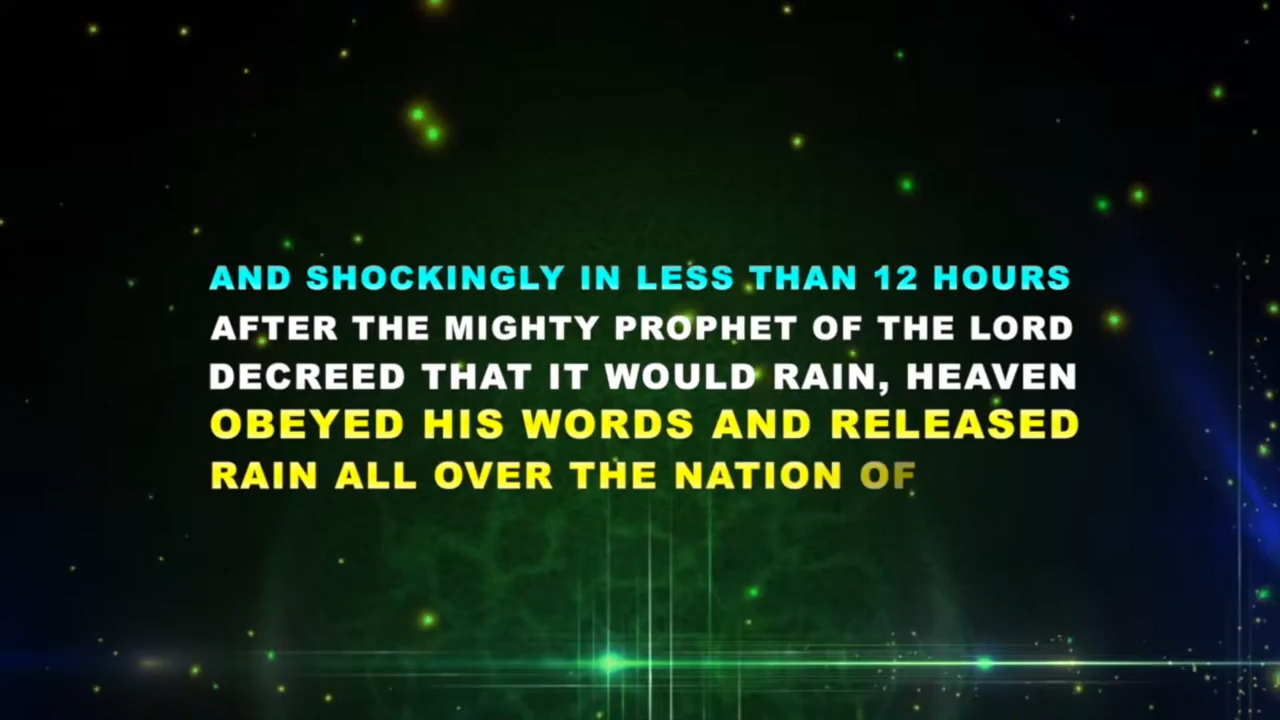 AND SHOCKINGLY IN LESS THAN 12 HOURS
AFTER THE MIGHTY PROPHET OF THE LORD
DECREED THAT IT WOULD RAIN, HEAVEN
OBEYED HIS WORDS AND RELEASED
RAIN ALL OVER THE NATION OF